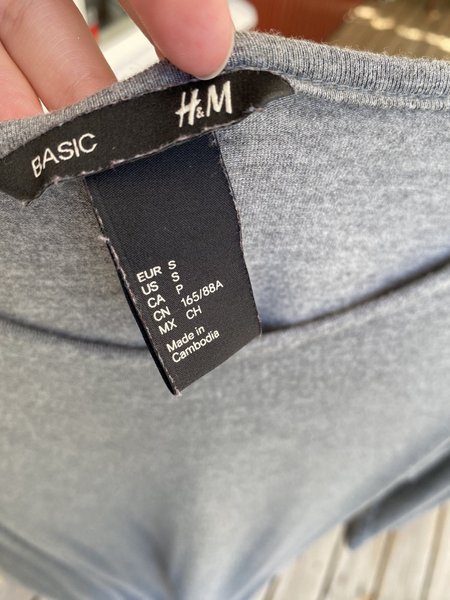 BASIC H&M
EUR S
US S
CA P
CN 165/88A
MX CH
Made in
Cambodia